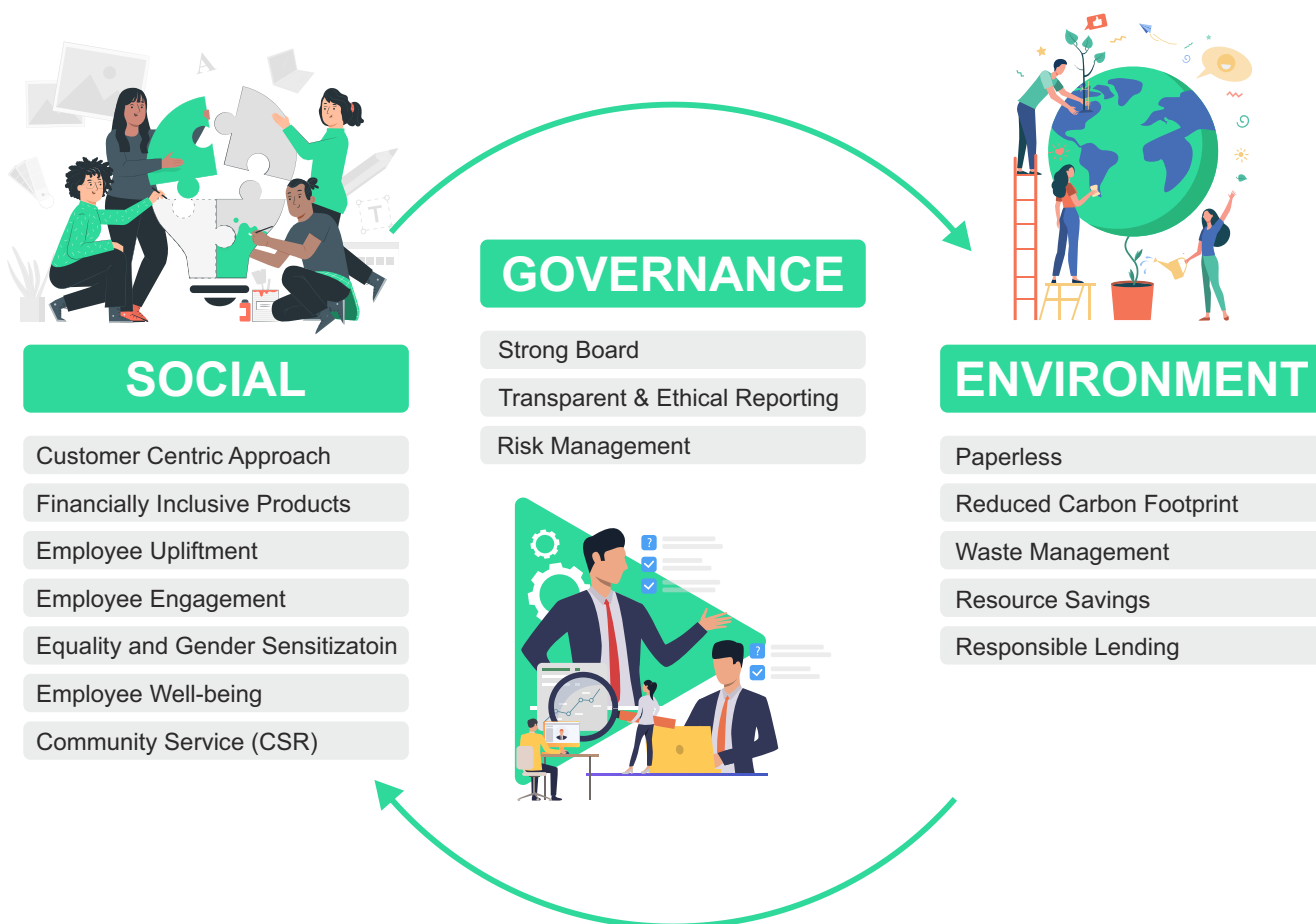 SOCIAL
Customer Centric Approach
Financially Inclusive Products
Employee Upliftment
Employee Engagement
Equality and Gender Sensitizatoin
Employee Well-being
Community Service (CSR)
GOVERNANCE
Strong Board
Transparent & Ethical Reporting
Risk Management
ENVIRONMENT
Paperless
Reduced Carbon Footprint
Waste Management
Resource Savings
Responsible Lending
A
T
?
?